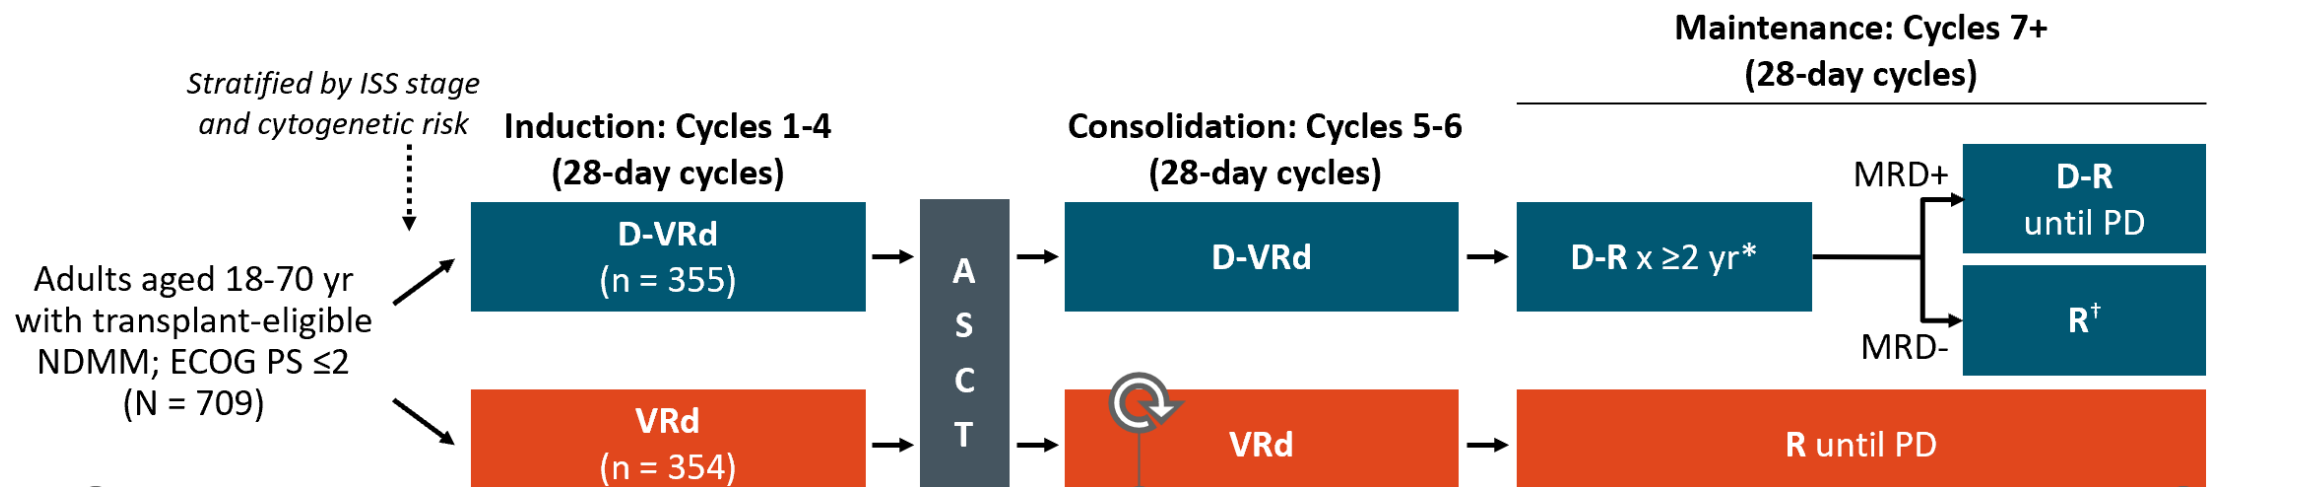 Maintenance: Cycles 7+
(28-day cycles)
Stratified by ISS stage
and cytogenetic risk
Induction: Cycles 1-4
(28-day cycles)
Consolidation: Cycles 5-6
(28-day cycles)
Adults aged 18-70 yr
with transplant-eligible
NDMM; ECOG PS ≤2
(N = 709)
D-VRd
(n = 355)
VRd
(n = 354)
A
S
C
T
D-VRd
VRd
D-R x ≥2 yr*
MRD+
D-R
until PD
MRD-
R†
R until PD